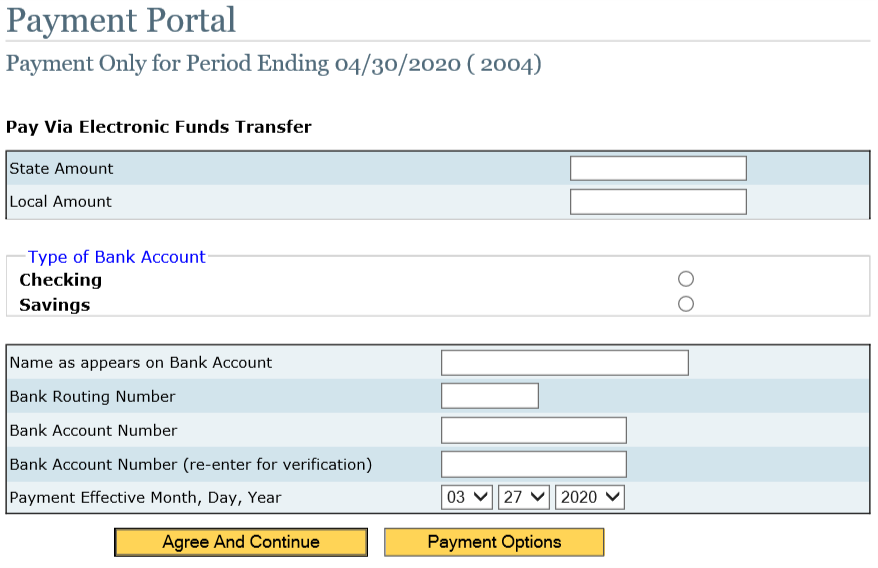 Payment Portal
Payment Only for Period Ending 04/30/2020 ( 2004)
Pay Via Electronic Funds Transfer
State Amount
Local Amount
Type of Bank Account
Checking
Savings
Name as appears on Bank Account
Bank Routing Number
Bank Account Number
Bank Account Number (re-enter for verification)
Payment Effective Month, Day, Year 03 27 2020
Agree And Continue Payment Options